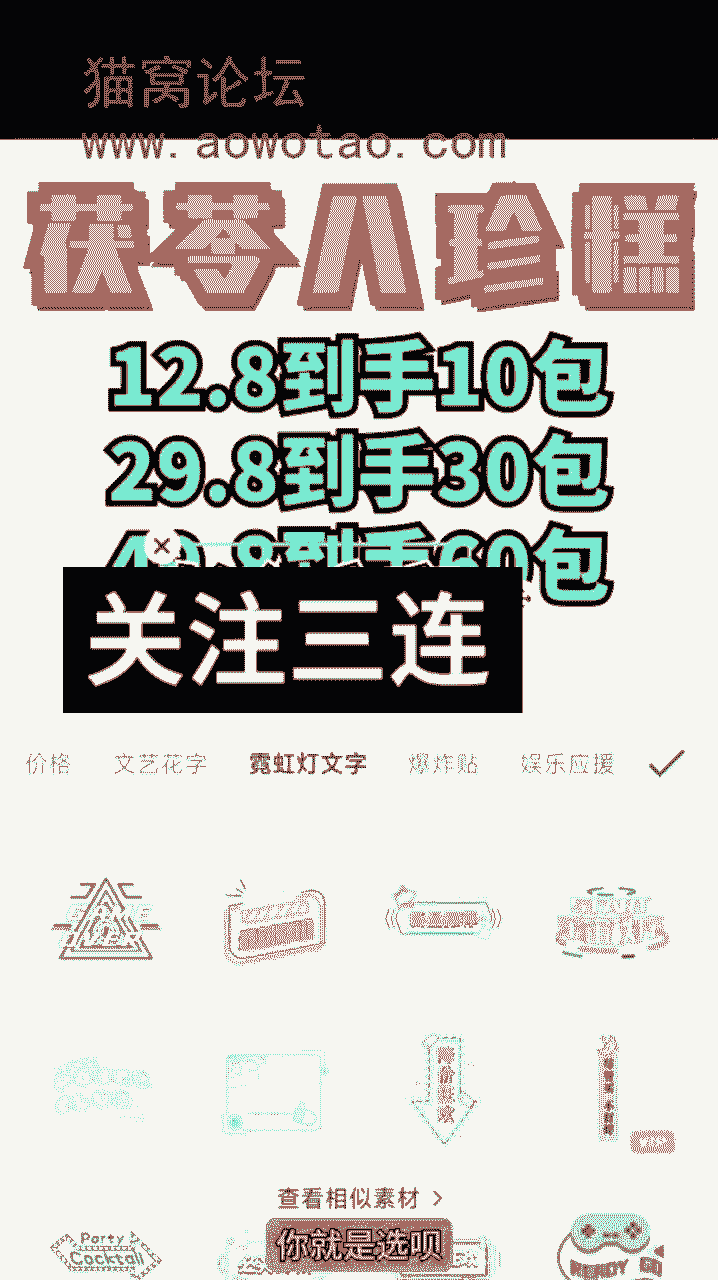 猫窝论坛
www.aowotao.com
茯苓八珍糕
12.8到手10包
29.8到手30包
49.8到手60包
关注三连
价格 文艺花字 霓虹灯文字 爆炸贴 娱乐应援
GAME OVER
查看相似素材 >
你就是选呗
Party
Cocktail
READY GO